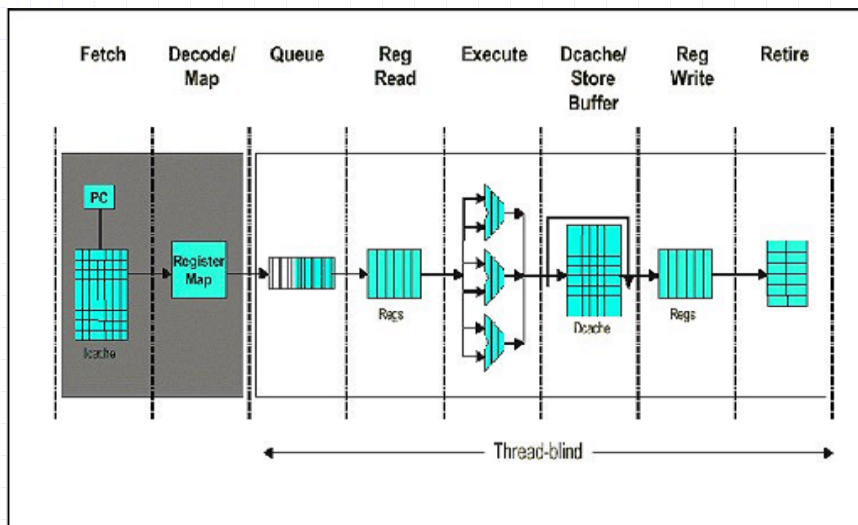 Fetch
Decode/
Map
Queue
Reg
Read
Execute
Dcache/
Store
Buffer
Reg
Write
Retire
PC
Register
Map
Icache
Regs
Dcache
Regs
Thread-blind